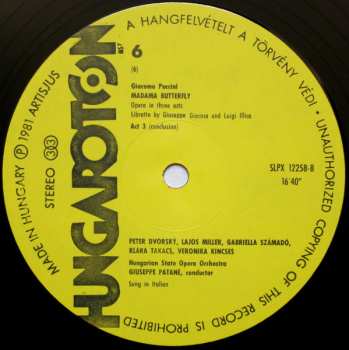 A HANGFELVÉTELT A TÖRVÉNY VÉDI · UNAUTHORIZED COPYING OF THIS RECORD IS PROHIBITED
MADE IN HUNGARY Ⓟ 1981 ARTISJUS
STEREO 33
HUNGAROTON
6
(6)
Giacomo Puccini
MADAMA BUTTERFLY
Opera in three acts
Libretto by Giuseppe Giacosa and Luigi Illica
Act 3 (conclusion)
SLPX 12258-B
16'40"
PETER DVORSKÝ, LAJOS MILLER, GABRIELLA SZÁMADÓ,
KLÁRA TAKÁCS, VERONIKA KINCSES
Hungarian State Opera Orchestra
GIUSEPPE PATANÈ, conductor
Sung in Italian